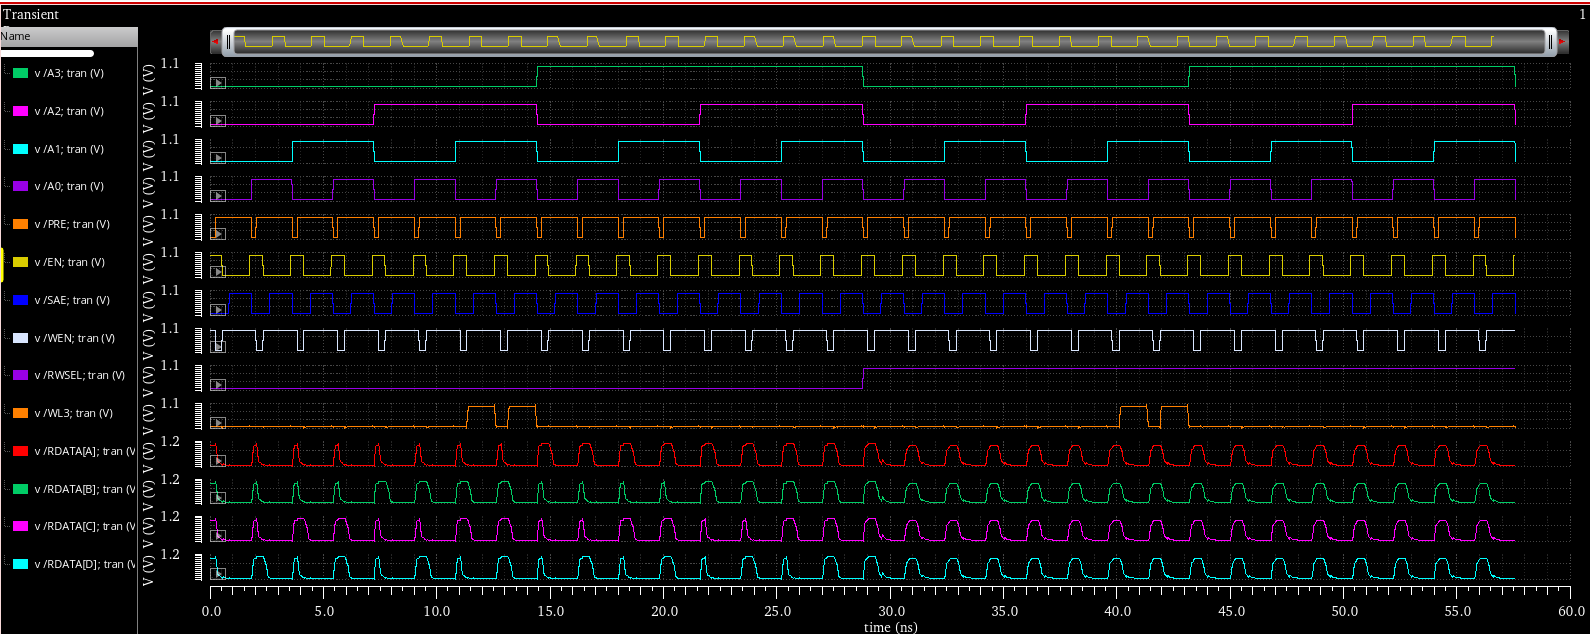 Transient
1
Name
v /A3; tran (V)
V (V)
1.1
v /A2; tran (V)
V (V)
1.1
v /A1; tran (V)
V (V)
1.1
v /A0; tran (V)
V (V)
1.1
v /PRE; tran (V)
V (V)
1.1
v /EN; tran (V)
V (V)
1.1
v /SAE; tran (V)
V (V)
1.1
v /WEN; tran (V)
V (V)
1.1
v /RWSEL; tran (V)
V (V)
1.1
v /WL3; tran (V)
V (V)
1.1
v /RDATA[A]; tran (V
V (V)
1.2
v /RDATA[B]; tran (V
V (V)
1.2
v /RDATA[C]; tran (V
V (V)
1.2
v /RDATA[D]; tran (V
V (V)
1.2
0.0 5.0 10.0 15.0 20.0 25.0 30.0 35.0 40.0 45.0 50.0 55.0 60.0
time (ns)